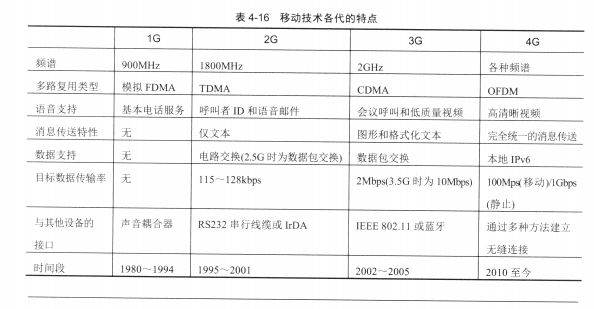 表 4-16 移动技术各代的特点
1G 2G 3G 4G
频谱 900MHz 1800MHz 2GHz 各种频谱
多路复用类型 模拟 FDMA TDMA CDMA OFDM
语音支持 基本电话服务 呼叫者 ID 和语音邮件 会议呼叫和低质量视频 高清晰视频
消息传送特性 无 仅文本 图形和格式化文本 完全统一的消息传送
数据支持 无 电路交换(2.5G 时为数据包交换) 数据包交换 本地 IPv6
目标数据传输率 无 115～128kbps 2Mbps(3.5G 时为 10Mbps) 100Mps(移动)/1Gbps
(静止)
与其他设备的 声音耦合器 RS232 串行线缆或 IrDA IEEE 802.11 或蓝牙 通过多种方法建立
接口 无缝连接
时间段 1980～1994 1995～2001 2002～2005 2010 至今